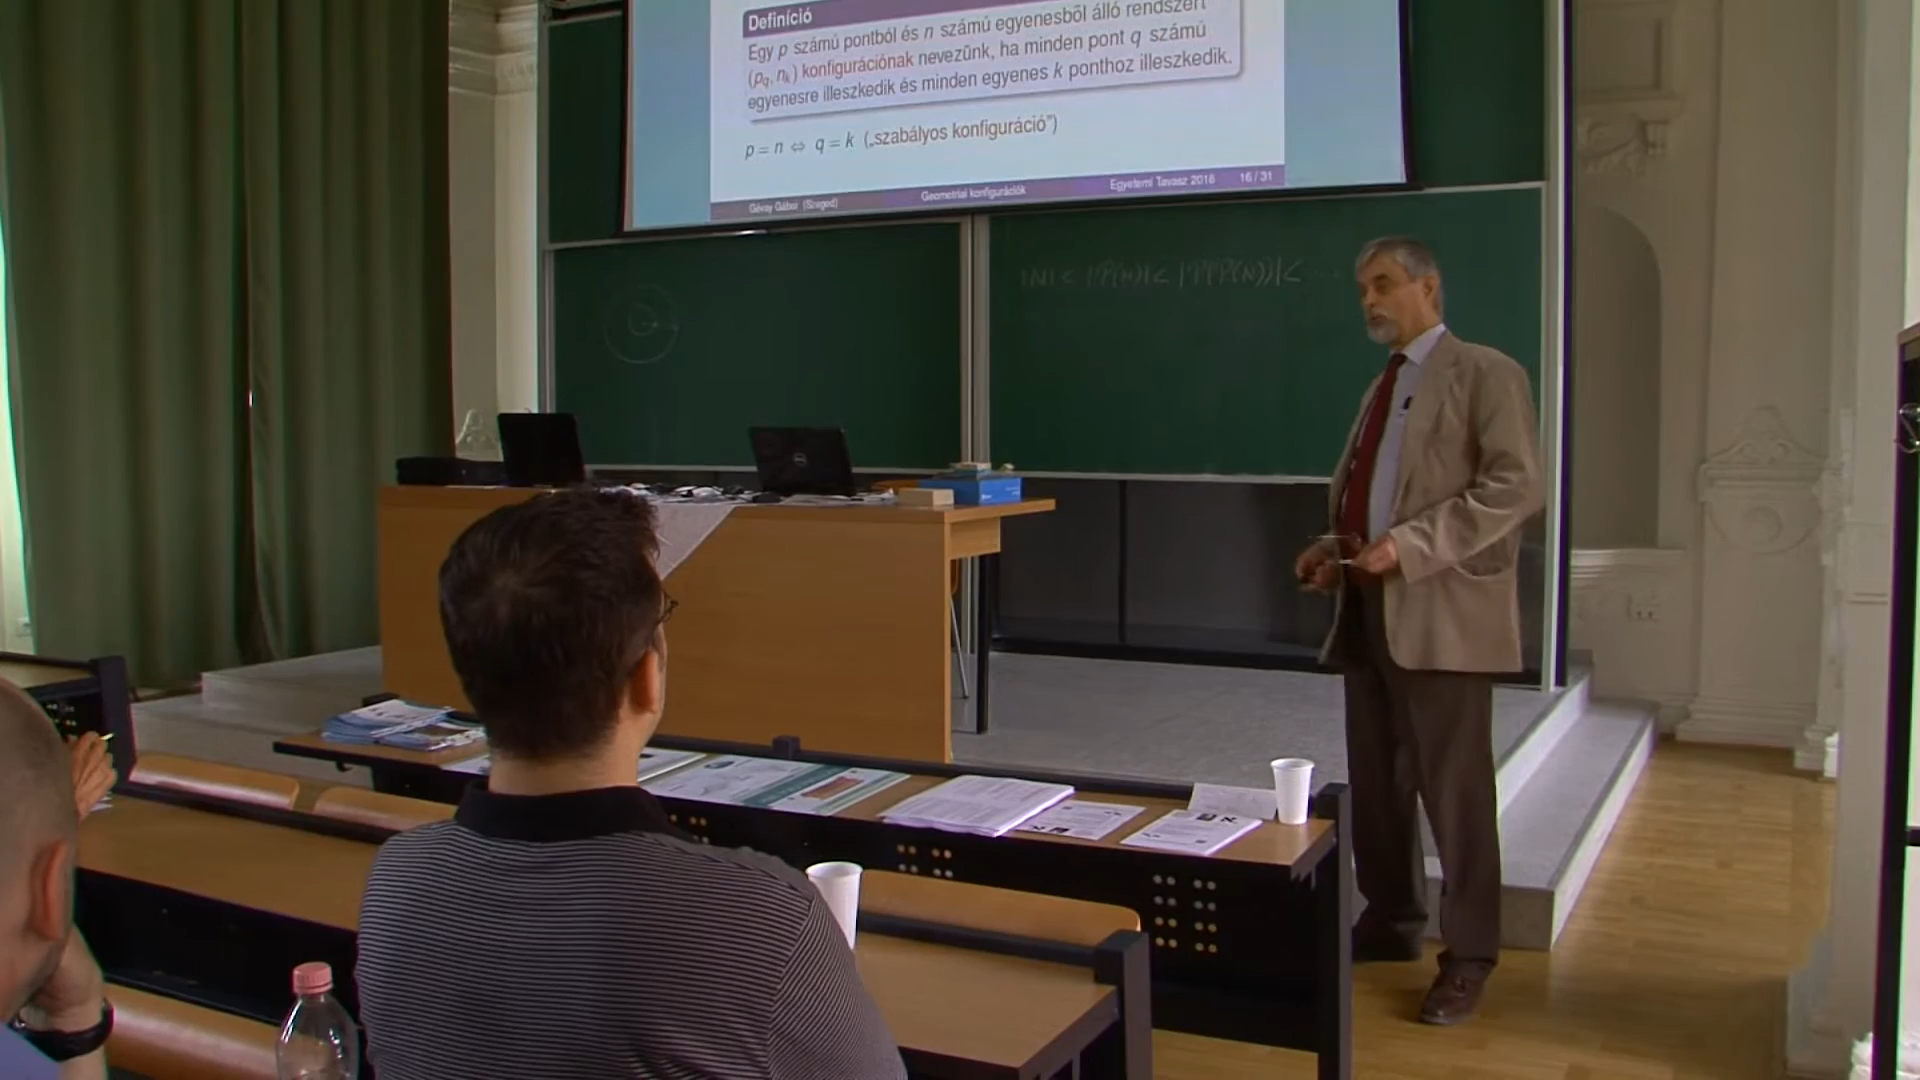 Definíció
Egy p számú pontból és n számú egyenesből álló rendszert
(p_q, n_k) konfigurációnak nevezünk, ha minden pont q számú
egyenesre illeszkedik és minden egyenes k ponthoz illeszkedik.
p = n ⇔ q = k („szabályos konfiguráció”)
Gévay Gábor (Szeged) Geometriai konfigurációk Egyetemi Tavasz 2016 16 / 31
|N| < |P(N)| < |P(P(N))| < ...
DELL